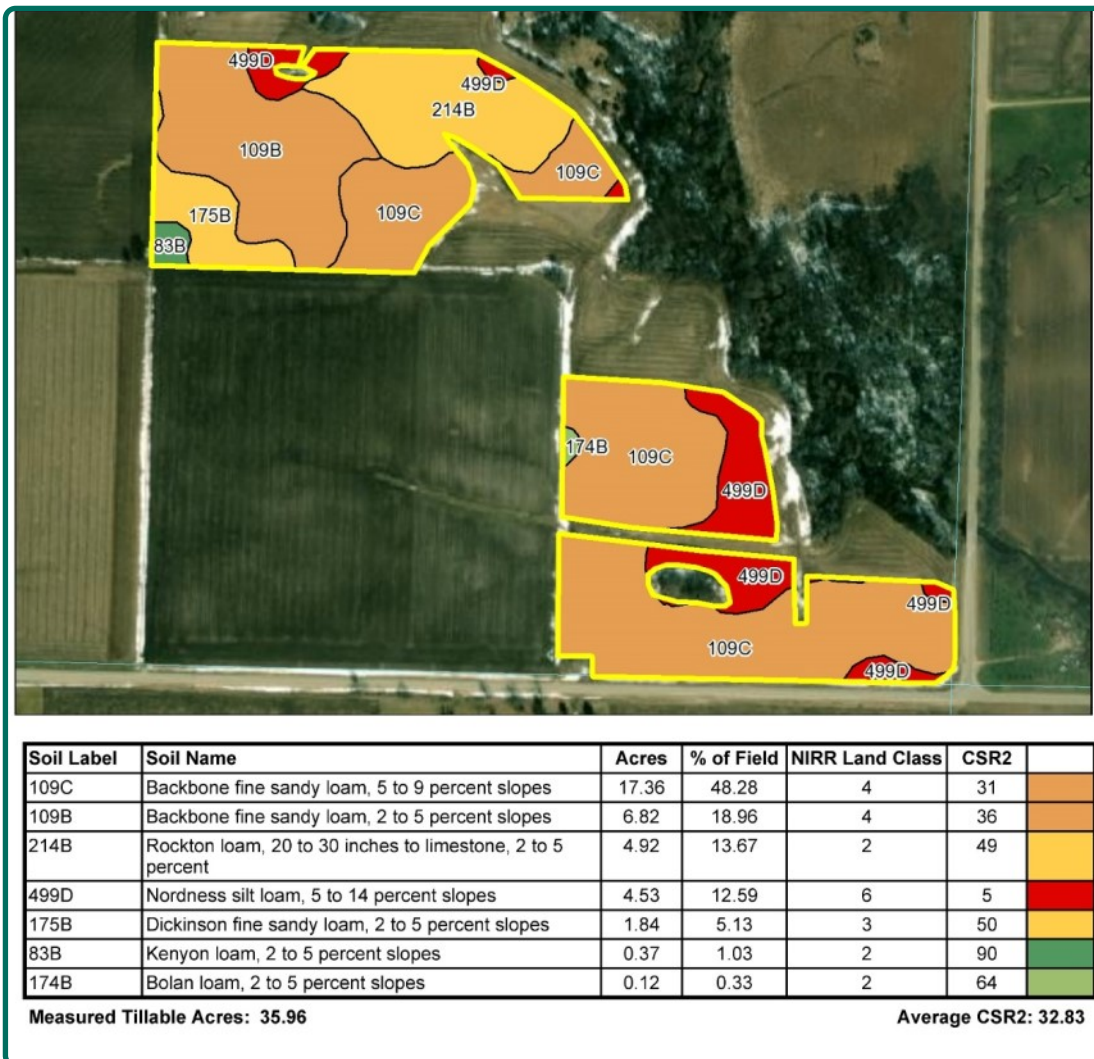 499D
499D
214B
109B
109C
175B
109C
83B
174B
109C
499D
499D
499D
109C
499D
Soil Label Soil Name Acres % of Field NIRR Land Class CSR2
109C Backbone fine sandy loam, 5 to 9 percent slopes 17.36 48.28 4 31
109B Backbone fine sandy loam, 2 to 5 percent slopes 6.82 18.96 4 36
214B Rockton loam, 20 to 30 inches to limestone, 2 to 5 4.92 13.67 2 49
percent
499D Nordness silt loam, 5 to 14 percent slopes 4.53 12.59 6 5
175B Dickinson fine sandy loam, 2 to 5 percent slopes 1.84 5.13 3 50
83B Kenyon loam, 2 to 5 percent slopes 0.37 1.03 2 90
174B Bolan loam, 2 to 5 percent slopes 0.12 0.33 2 64
Measured Tillable Acres: 35.96 Average CSR2: 32.83